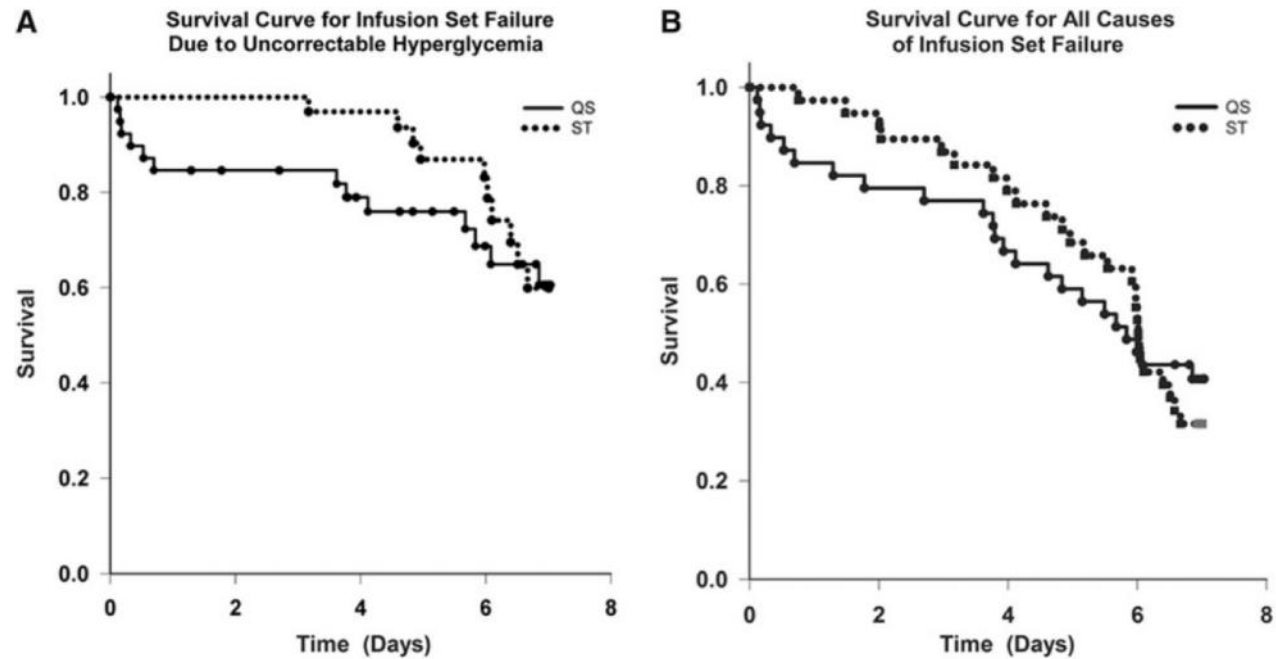 A
Survival Curve for Infusion Set Failure
Due to Uncorrectable Hyperglycemia
QS
ST
1.0
0.8
0.6
0.4
0.2
0.0
Survival
0 2 4 6 8
Time (Days)
B
Survival Curve for All Causes
of Infusion Set Failure
QS
ST
1.0
0.8
0.6
0.4
0.2
0.0
Survival
0 2 4 6 8
Time (Days)